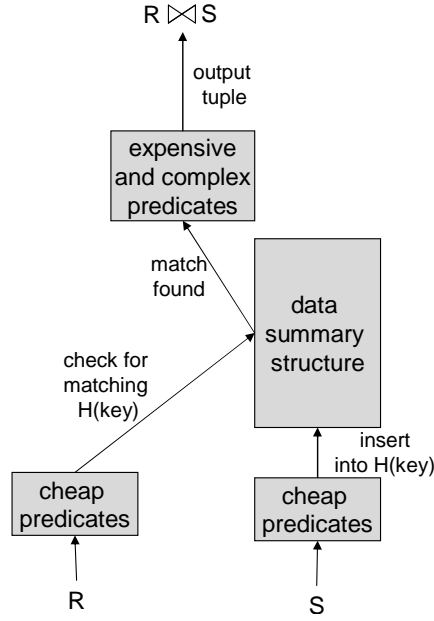 R ⋈ S
output
tuple
expensive
and complex
predicates
match
found
data
summary
structure
check for
matching
H(key)
insert
into H(key)
cheap
predicates
cheap
predicates
R
S